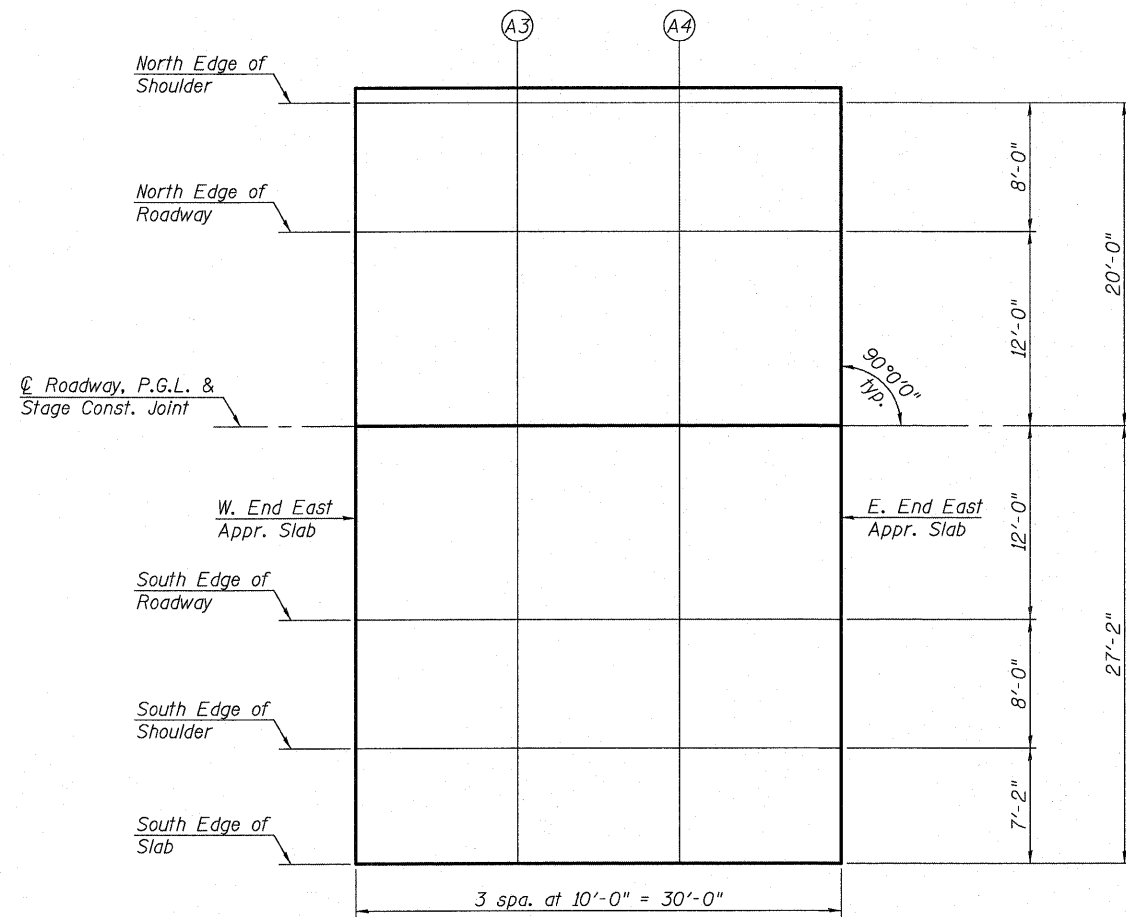 A3
A4
North Edge of
Shoulder
North Edge of
Roadway
℄ Roadway, P.G.L. &
Stage Const. Joint
W. End East
Appr. Slab
South Edge of
Roadway
South Edge of
Shoulder
South Edge of
Slab
90°0'0"
typ.
E. End East
Appr. Slab
8'-0"
12'-0"
20'-0"
12'-0"
8'-0"
7'-2"
27'-2"
3 spa. at 10'-0" = 30'-0"